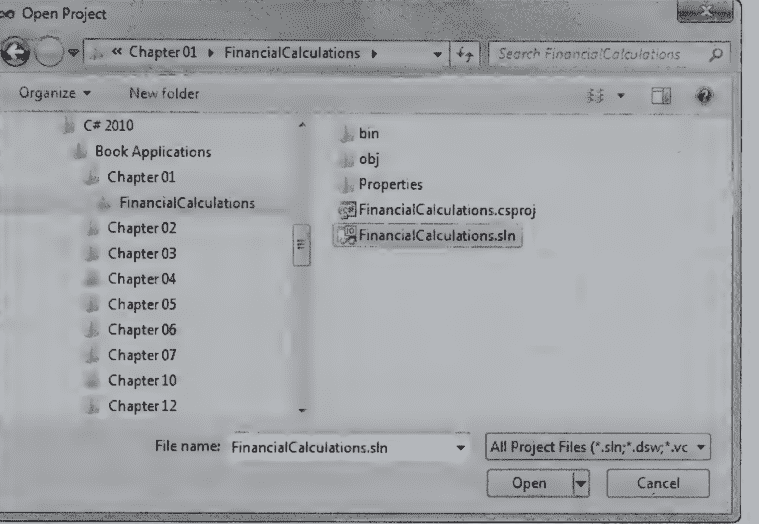 Open Project
« Chapter 01 FinancialCalculations
Search FinancialCalculations
Organize New folder
C# 2010
Book Applications
Chapter 01
FinancialCalculations
Chapter 02
Chapter 03
Chapter 04
Chapter 05
Chapter 06
Chapter 07
Chapter 10
Chapter 12
bin
obj
Properties
FinancialCalculations.csproj
FinancialCalculations.sln
File name: FinancialCalculations.sln
All Project Files (*.sln;*.dsw;*.vc
Open Cancel